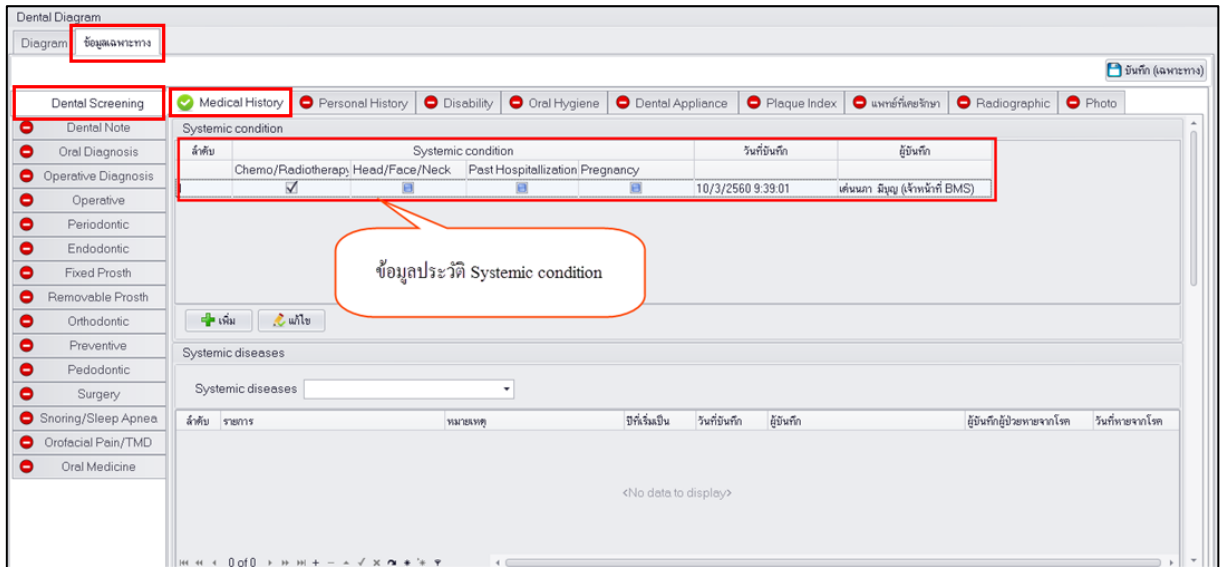 Dental Diagram
Diagram ข้อมูลเฉพาะทาง
บันทึก (เฉพาะทาง)
Dental Screening
Medical History Personal History Disability Oral Hygiene Dental Appliance Plaque Index แพทย์ที่เคยรักษา Radiographic Photo
Dental Note
Oral Diagnosis
Operative Diagnosis
Operative
Periodontic
Endodontic
Fixed Prosth
Removable Prosth
Orthodontic
Preventive
Pedodontic
Surgery
Snoring/Sleep Apnea
Orofacial Pain/TMD
Oral Medicine
Systemic condition
ลำดับ Systemic condition วันที่บันทึก ผู้บันทึก
Chemo/Radiotherapy Head/Face/Neck Past Hospitallization Pregnancy
10/3/2560 9:39:01 (เจ้าหน้าที่ BMS)
ข้อมูลประวัติ Systemic condition
เพิ่ม แก้ไข
Systemic diseases
Systemic diseases
ลำดับ รายการ หมายเหตุ ปีที่เริ่มเป็น วันที่บันทึก ผู้บันทึก ผู้บันทึกผู้ป่วยหายจากโรค วันที่หายจากโรค
<No data to display>
0 of 0